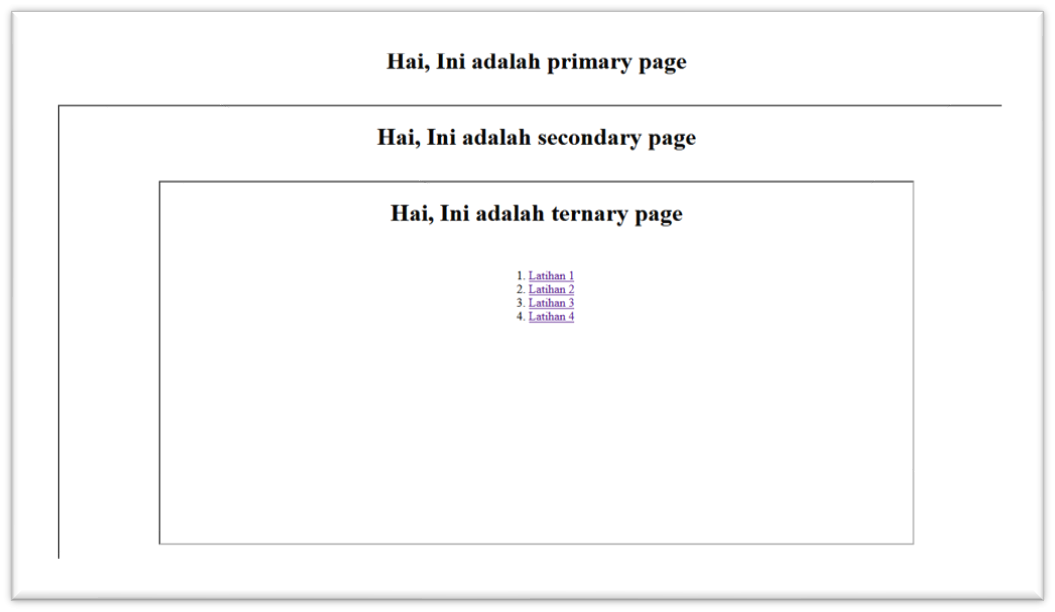 Hai, Ini adalah primary page
Hai, Ini adalah secondary page
Hai, Ini adalah ternary page
1. Latihan 1
2. Latihan 2
3. Latihan 3
4. Latihan 4